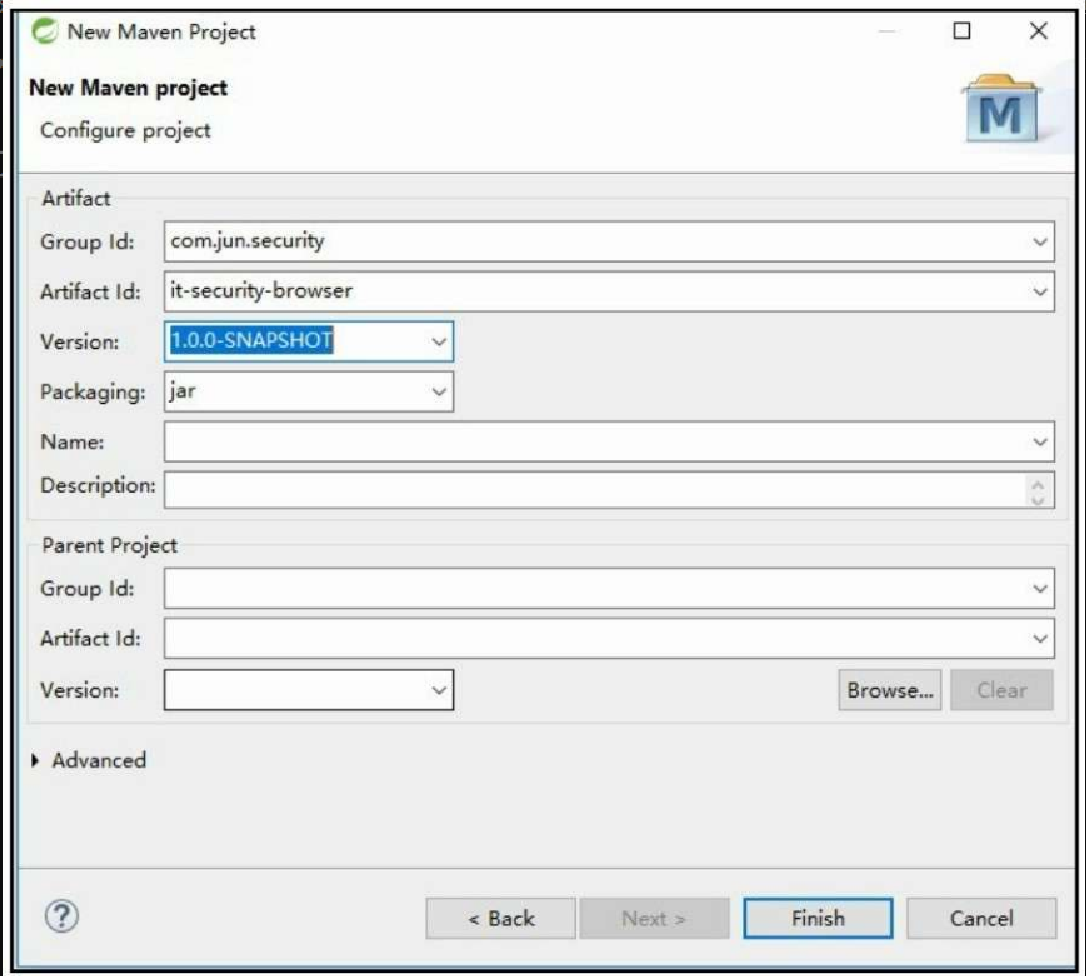 New Maven Project
New Maven project
Configure project
M
Artifact
Group Id: com.jun.security
Artifact Id: it-security-browser
Version: 1.0.0-SNAPSHOT
Packaging: jar
Name:
Description:
Parent Project
Group Id:
Artifact Id:
Version: Browse... Clear
Advanced
? < Back Next > Finish Cancel